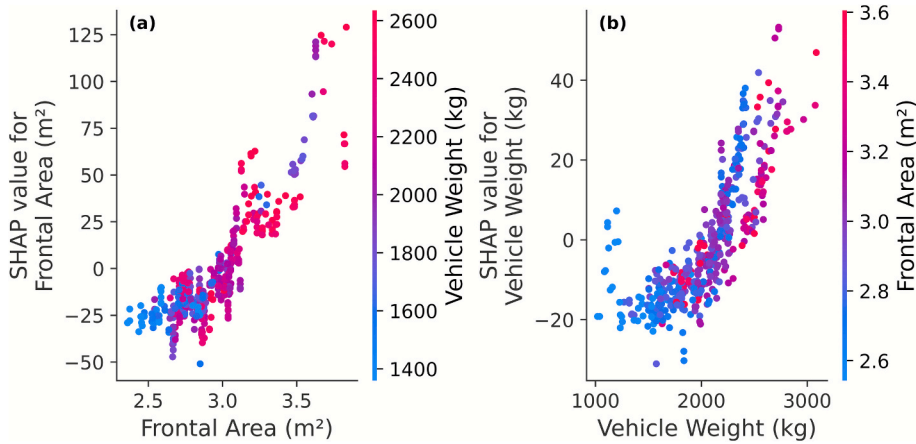 (a)
125
100
75
50
25
0
−25
−50
SHAP value for
Frontal Area (m²)
2.5 3.0 3.5
Frontal Area (m²)
2600
2400
2200
2000
1800
1600
1400
Vehicle Weight (kg)
(b)
40
20
0
−20
SHAP value for
Vehicle Weight (kg)
1000 2000 3000
Vehicle Weight (kg)
3.6
3.4
3.2
3.0
2.8
2.6
Frontal Area (m²)